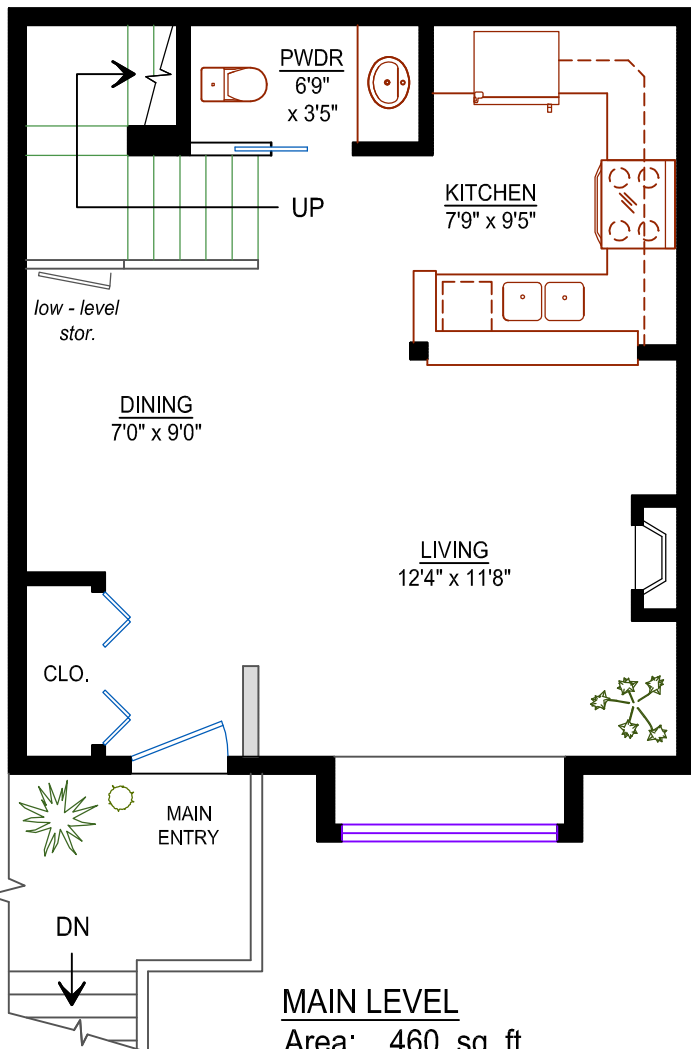 PWDR
6'9"
x 3'5"
KITCHEN
7'9" x 9'5"
UP
low - level
stor.
DINING
7'0" x 9'0"
LIVING
12'4" x 11'8"
CLO.
MAIN
ENTRY
DN
MAIN LEVEL
Area: 460 sq. ft.